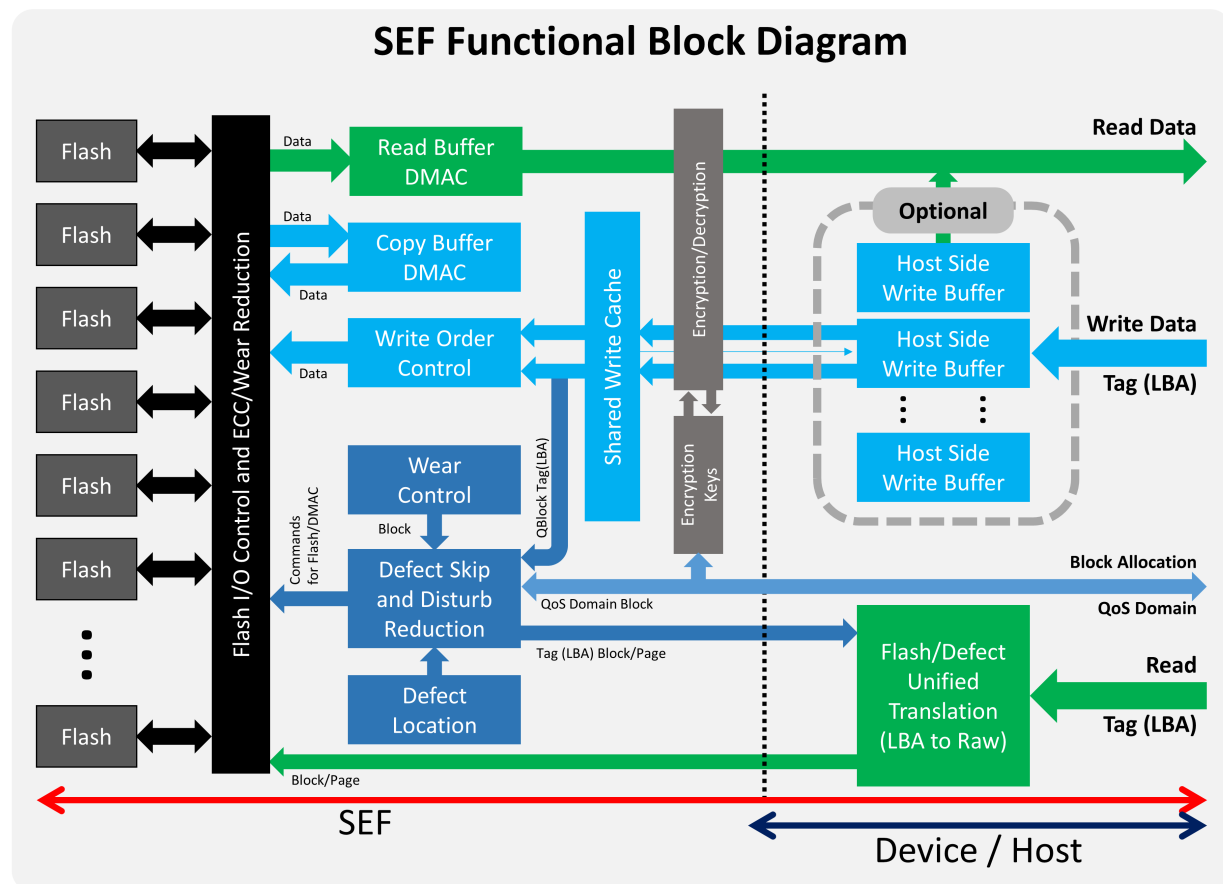 SEF Functional Block Diagram
Flash
Flash
Flash
Flash
Flash
Flash
Flash
Flash I/O Control and ECC/Wear Reduction
Data
Read Buffer
DMAC
Data
Copy Buffer
DMAC
Data
Write Order
Control
Data
Wear
Control
Block
QBlock Tag(LBA)
Commands
for Flash/DMAC
Defect Skip
and Disturb
Reduction
QoS Domain Block
Tag (LBA) Block/Page
Defect
Location
Block/Page
Shared Write Cache
Encryption/Decryption
Encryption
Keys
Read Data
Optional
Host Side
Write Buffer
Host Side
Write Buffer
Host Side
Write Buffer
Write Data
Tag (LBA)
Block Allocation
QoS Domain
Flash/Defect
Unified
Translation
(LBA to Raw)
Read
Tag (LBA)
SEF
Device / Host